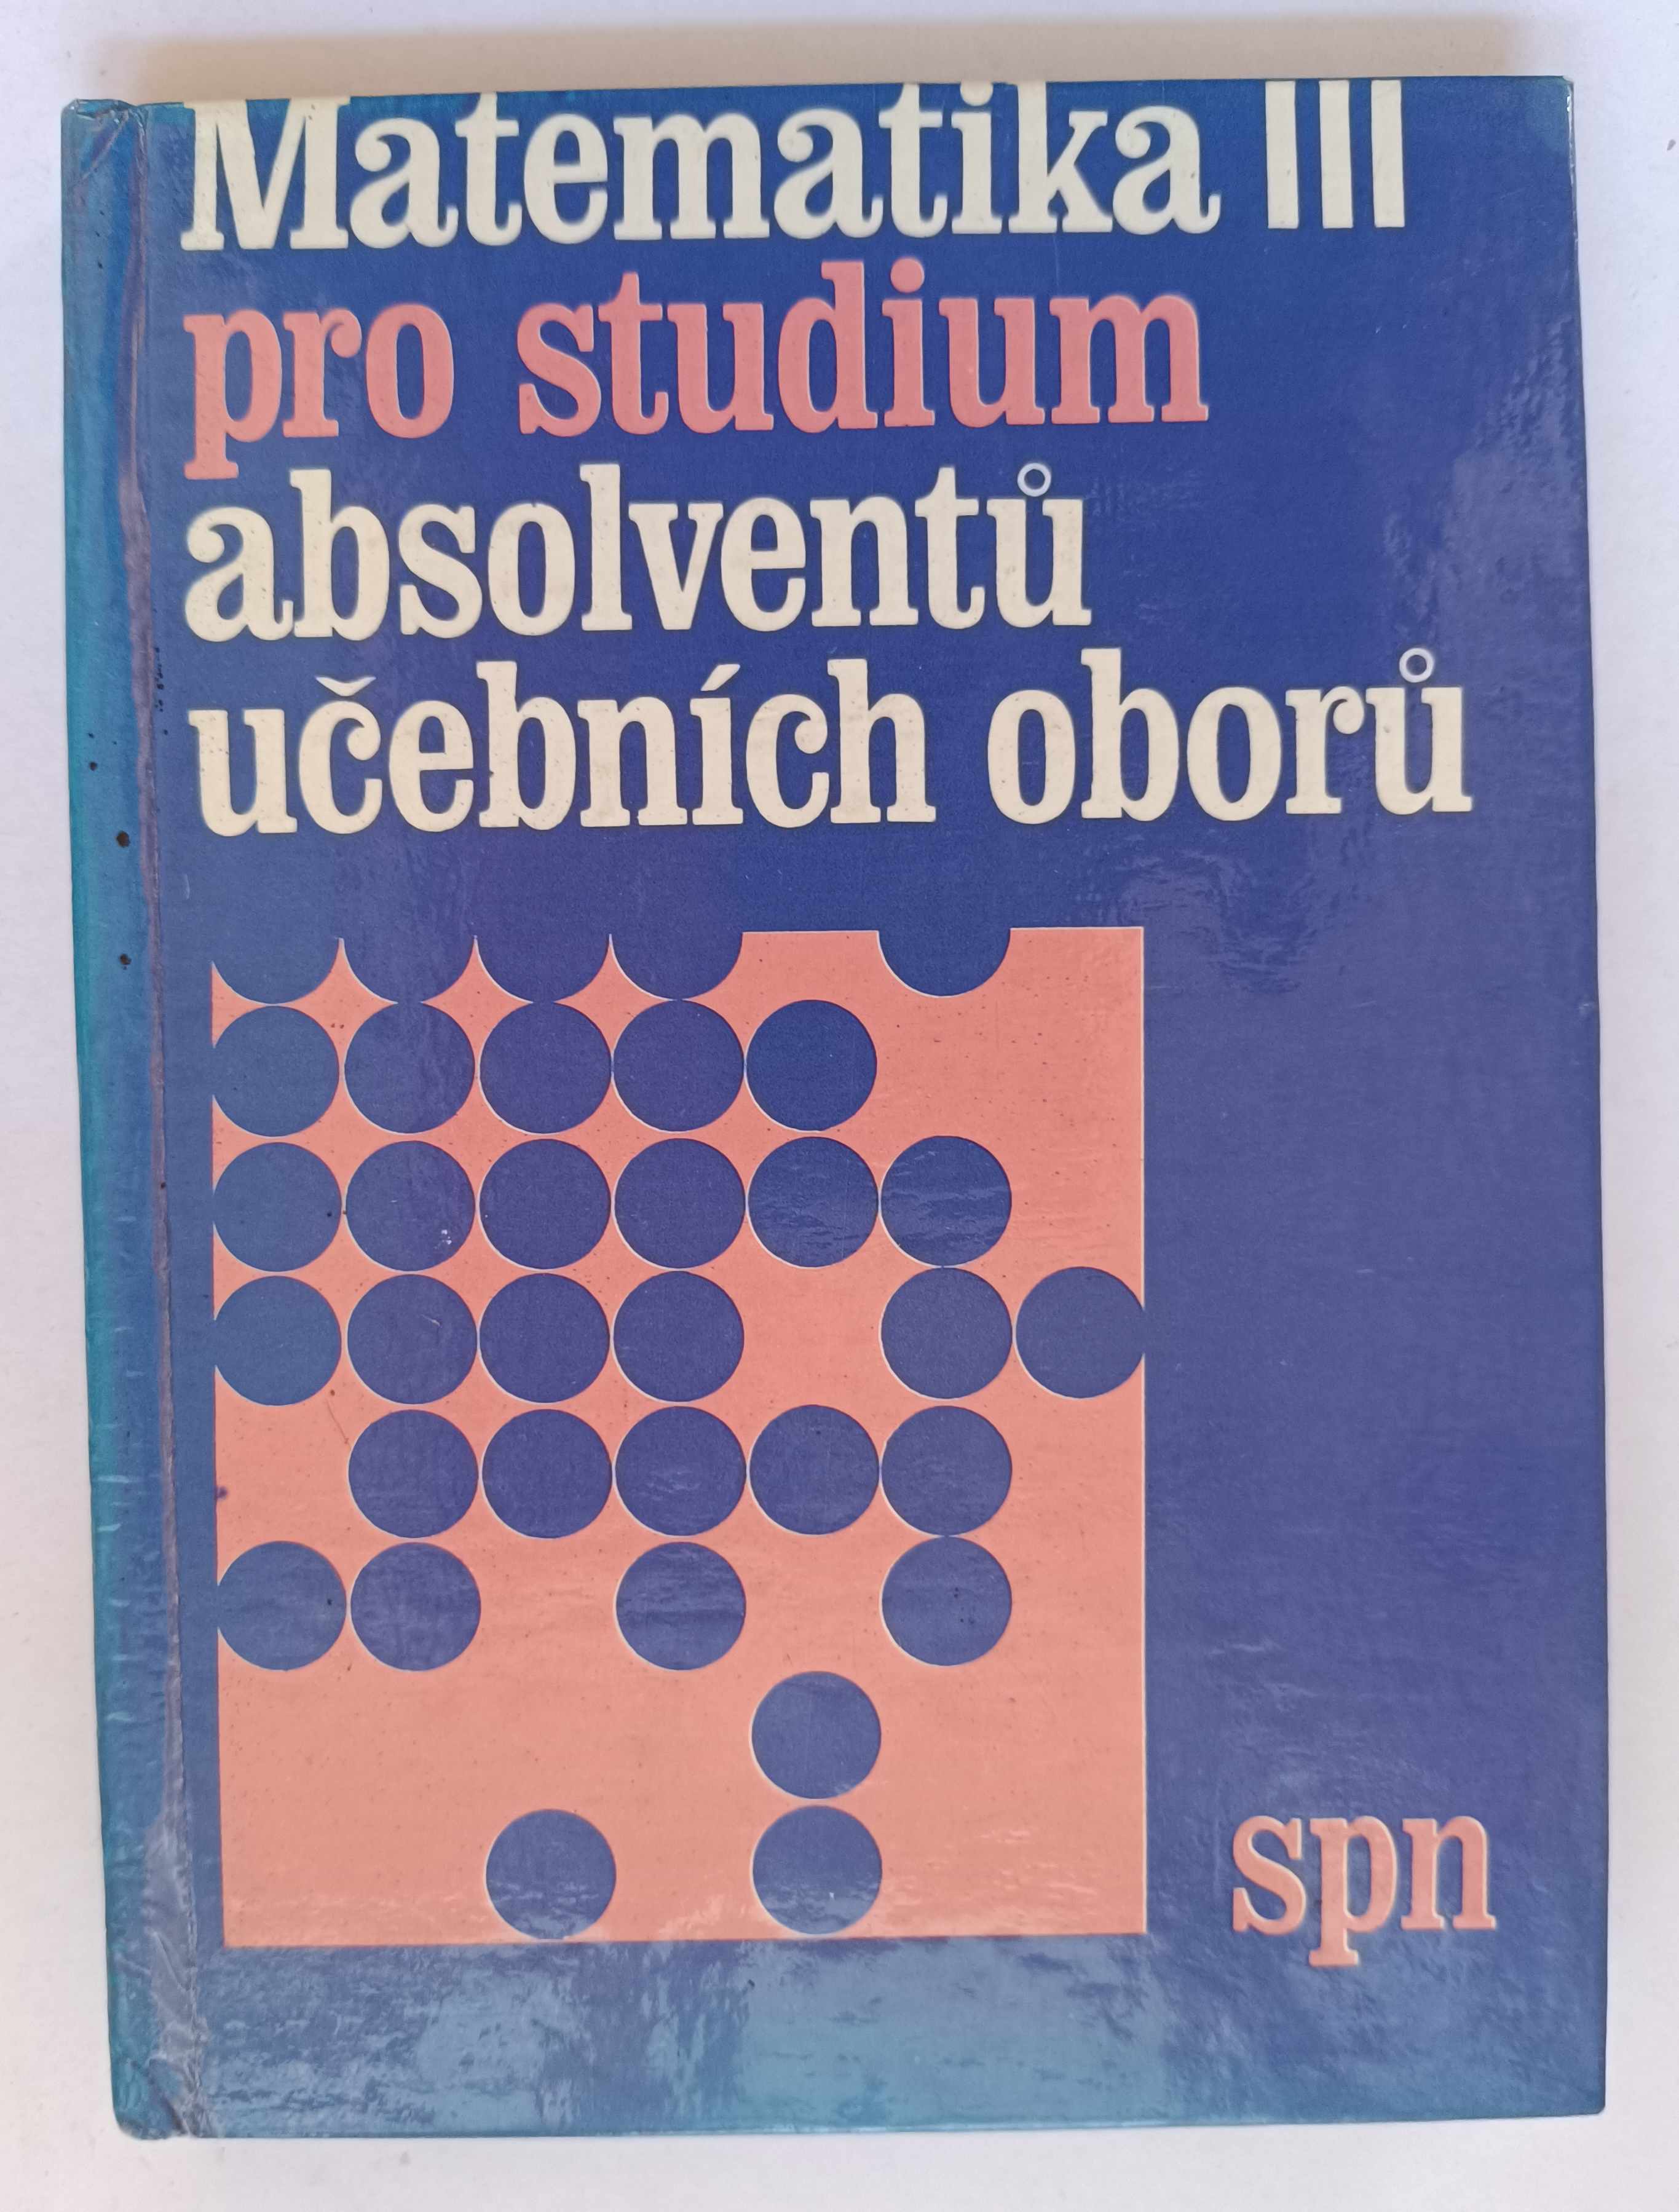 Matematika III
pro studium
absolventů
učebních oborů
spn